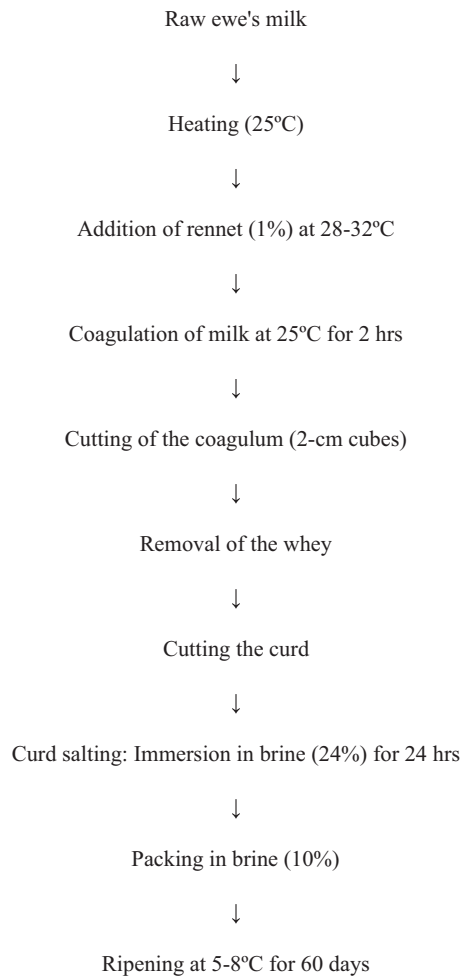 Raw ewe's milk
↓
Heating (25ºC)
↓
Addition of rennet (1%) at 28-32ºC
↓
Coagulation of milk at 25ºC for 2 hrs
↓
Cutting of the coagulum (2-cm cubes)
↓
Removal of the whey
↓
Cutting the curd
↓
Curd salting: Immersion in brine (24%) for 24 hrs
↓
Packing in brine (10%)
↓
Ripening at 5-8ºC for 60 days